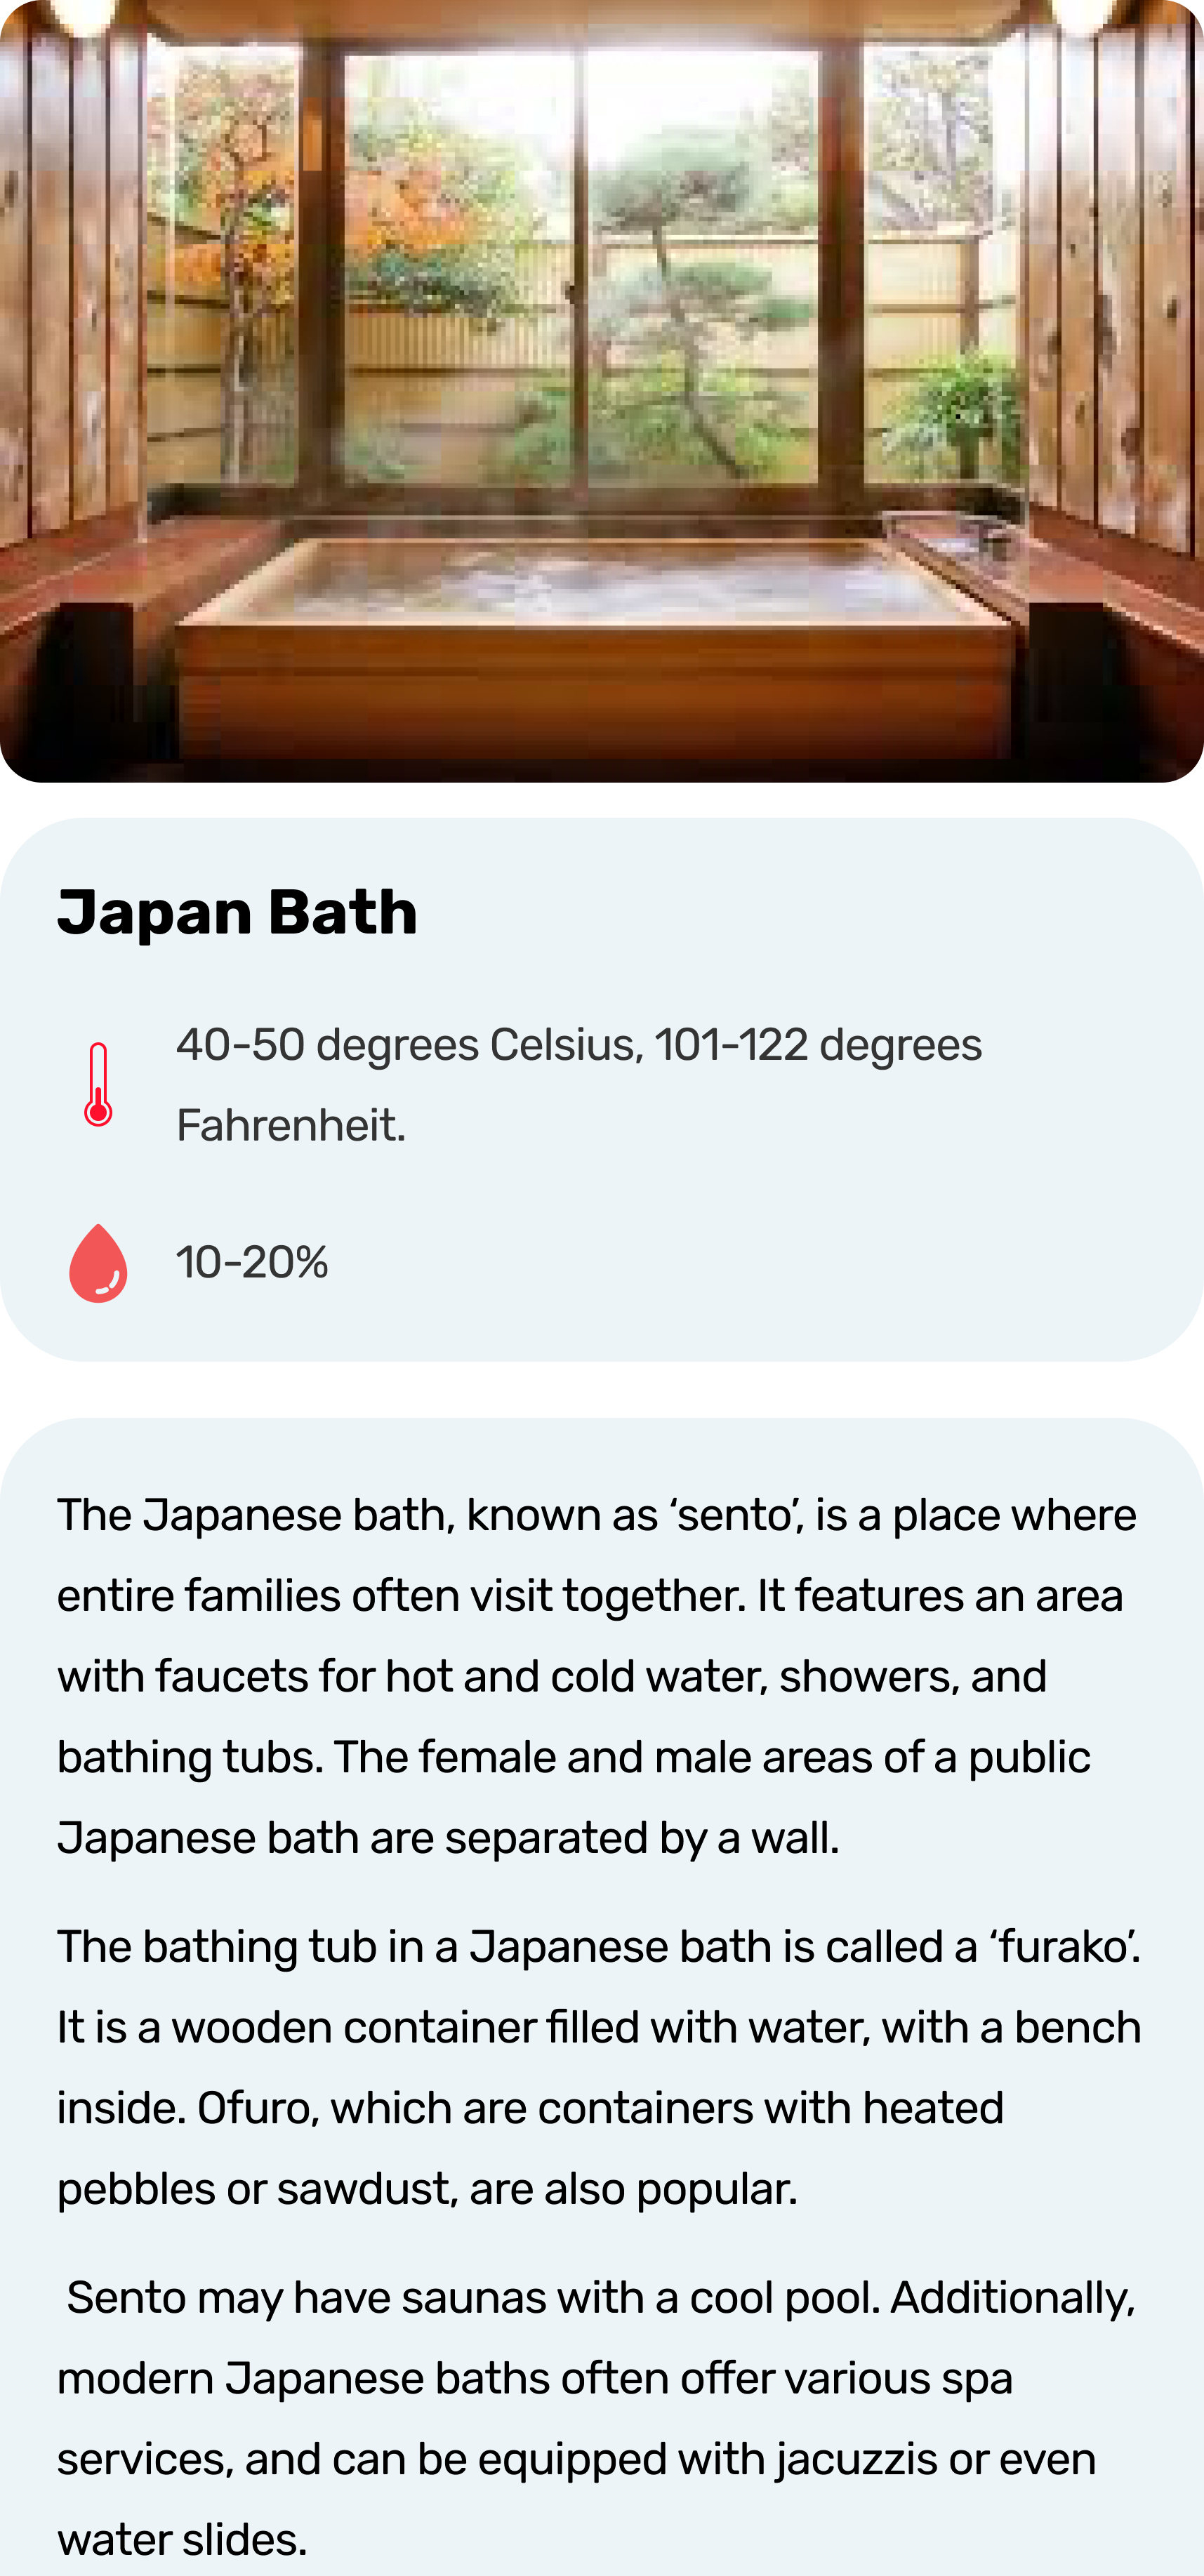 Japan Bath
40-50 degrees Celsius, 101-122 degrees
Fahrenheit.
10-20%
The Japanese bath, known as ‘sento’, is a place where
entire families often visit together. It features an area
with faucets for hot and cold water, showers, and
bathing tubs. The female and male areas of a public
Japanese bath are separated by a wall.
The bathing tub in a Japanese bath is called a ‘furako’.
It is a wooden container filled with water, with a bench
inside. Ofuro, which are containers with heated
pebbles or sawdust, are also popular.
Sento may have saunas with a cool pool. Additionally,
modern Japanese baths often offer various spa
services, and can be equipped with jacuzzis or even
water slides.